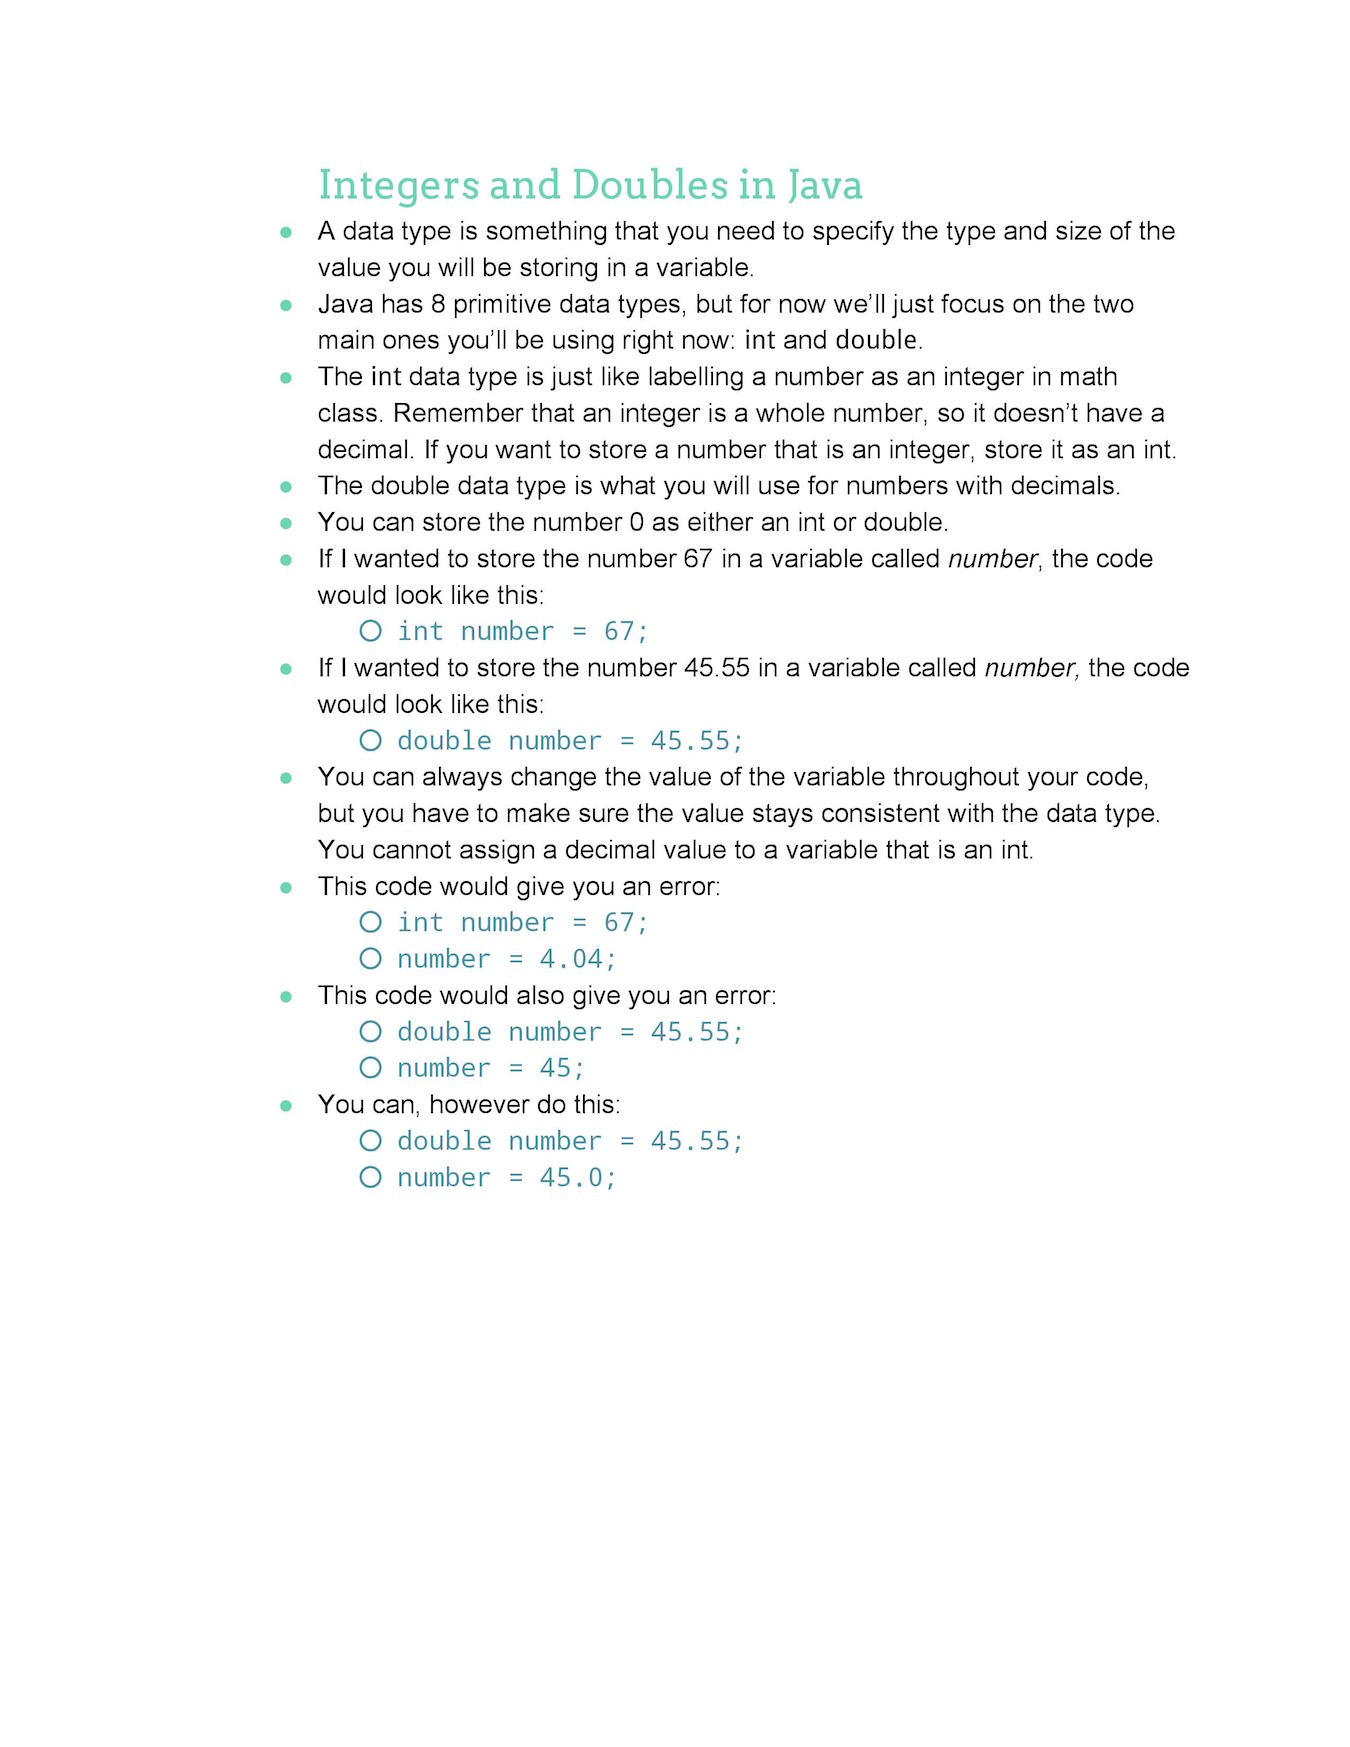 Integers and Doubles in Java
● A data type is something that you need to specify the type and size of the
value you will be storing in a variable.
● Java has 8 primitive data types, but for now we’ll just focus on the two
main ones you’ll be using right now: int and double.
● The int data type is just like labelling a number as an integer in math
class. Remember that an integer is a whole number, so it doesn’t have a
decimal. If you want to store a number that is an integer, store it as an int.
● The double data type is what you will use for numbers with decimals.
● You can store the number 0 as either an int or double.
● If I wanted to store the number 67 in a variable called number, the code
would look like this:
○ int number = 67;
● If I wanted to store the number 45.55 in a variable called number, the code
would look like this:
○ double number = 45.55;
● You can always change the value of the variable throughout your code,
but you have to make sure the value stays consistent with the data type.
You cannot assign a decimal value to a variable that is an int.
● This code would give you an error:
○ int number = 67;
○ number = 4.04;
● This code would also give you an error:
○ double number = 45.55;
○ number = 45;
● You can, however do this:
○ double number = 45.55;
○ number = 45.0;